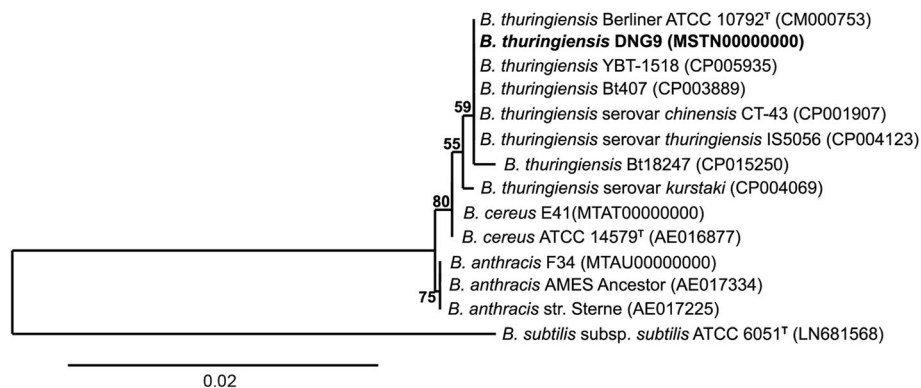 B. thuringiensis Berliner ATCC 10792ᵀ (CM000753)
B. thuringiensis DNG9 (MSTN00000000)
B. thuringiensis YBT-1518 (CP005935)
B. thuringiensis Bt407 (CP003889)
59
B. thuringiensis serovar chinensis CT-43 (CP001907)
B. thuringiensis serovar thuringiensis IS5056 (CP004123)
55
B. thuringiensis Bt18247 (CP015250)
B. thuringiensis serovar kurstaki (CP004069)
80
B. cereus E41(MTAT00000000)
B. cereus ATCC 14579ᵀ (AE016877)
B. anthracis F34 (MTAU00000000)
B. anthracis AMES Ancestor (AE017334)
75
B. anthracis str. Sterne (AE017225)
B. subtilis subsp. subtilis ATCC 6051ᵀ (LN681568)
0.02